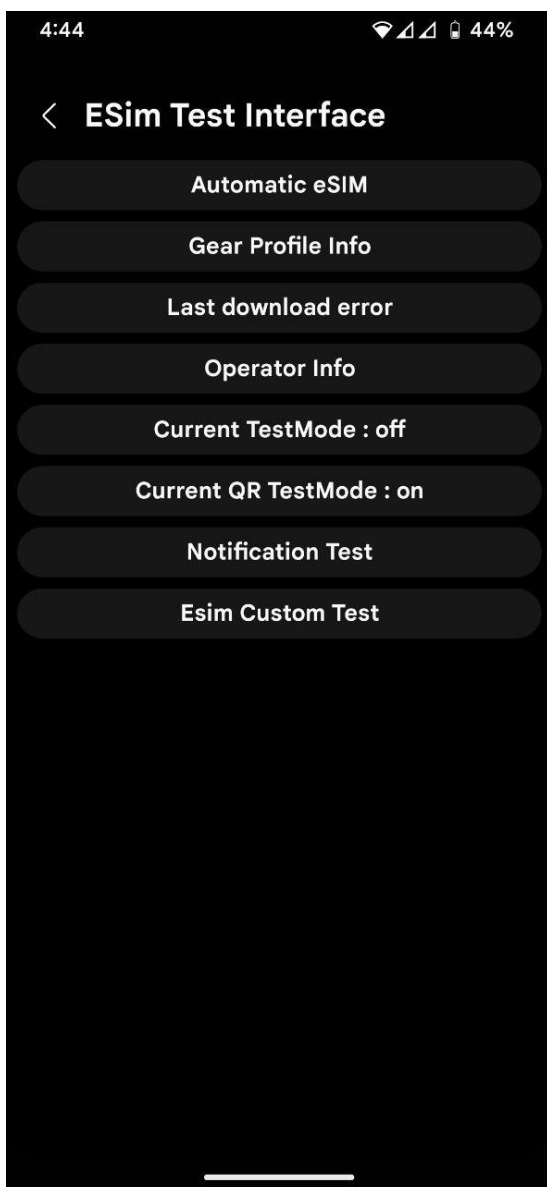 4:44 44%
ESim Test Interface
Automatic eSIM
Gear Profile Info
Last download error
Operator Info
Current TestMode : off
Current QR TestMode : on
Notification Test
Esim Custom Test